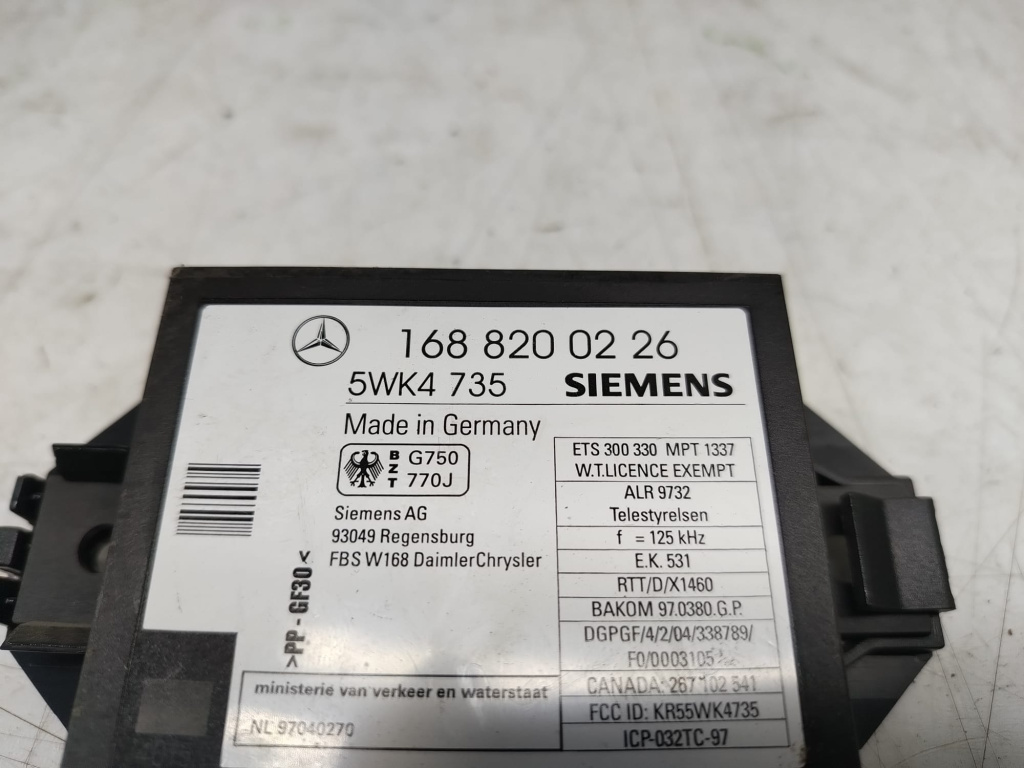 168 820 02 26
5WK4 735 SIEMENS
Made in Germany
BZT G750 770J
Siemens AG
93049 Regensburg
FBS W168 DaimlerChrysler
>PP-GF30<
ministerie van verkeer en waterstaat
NL 97040270
ETS 300 330 MPT 1337
W.T.LICENCE EXEMPT
ALR 9732
Telestyrelsen
f = 125 kHz
E.K. 531
RTT/D/X1460
BAKOM 97.0380.G.P.
DGPGF/4/2/04/338789/
F0/0003105
CANADA: 267 102 541
FCC ID: KR55WK4735
ICP-032TC-97